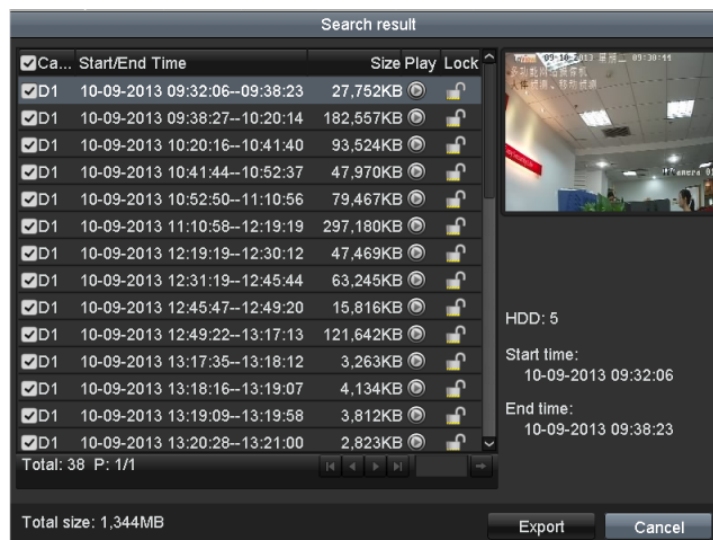 Search result
Ca... Start/End Time Size Play Lock
D1 10-09-2013 09:32:06--09:38:23 27,752KB
D1 10-09-2013 09:38:27--10:20:14 182,557KB
D1 10-09-2013 10:20:16--10:41:40 93,524KB
D1 10-09-2013 10:41:44--10:52:37 47,970KB
D1 10-09-2013 10:52:50--11:10:56 79,467KB
D1 10-09-2013 11:10:58--12:19:19 297,180KB
D1 10-09-2013 12:19:19--12:30:12 47,469KB
D1 10-09-2013 12:31:19--12:45:44 63,245KB
D1 10-09-2013 12:45:47--12:49:20 15,816KB
D1 10-09-2013 12:49:22--13:17:13 121,642KB
D1 10-09-2013 13:17:35--13:18:12 3,263KB
D1 10-09-2013 13:18:16--13:19:07 4,134KB
D1 10-09-2013 13:19:09--13:19:58 3,812KB
D1 10-09-2013 13:20:28--13:21:00 2,823KB
Total: 38 P: 1/1
Total size: 1,344MB
HDD: 5
Start time:
10-09-2013 09:32:06
End time:
10-09-2013 09:38:23
Export
Cancel